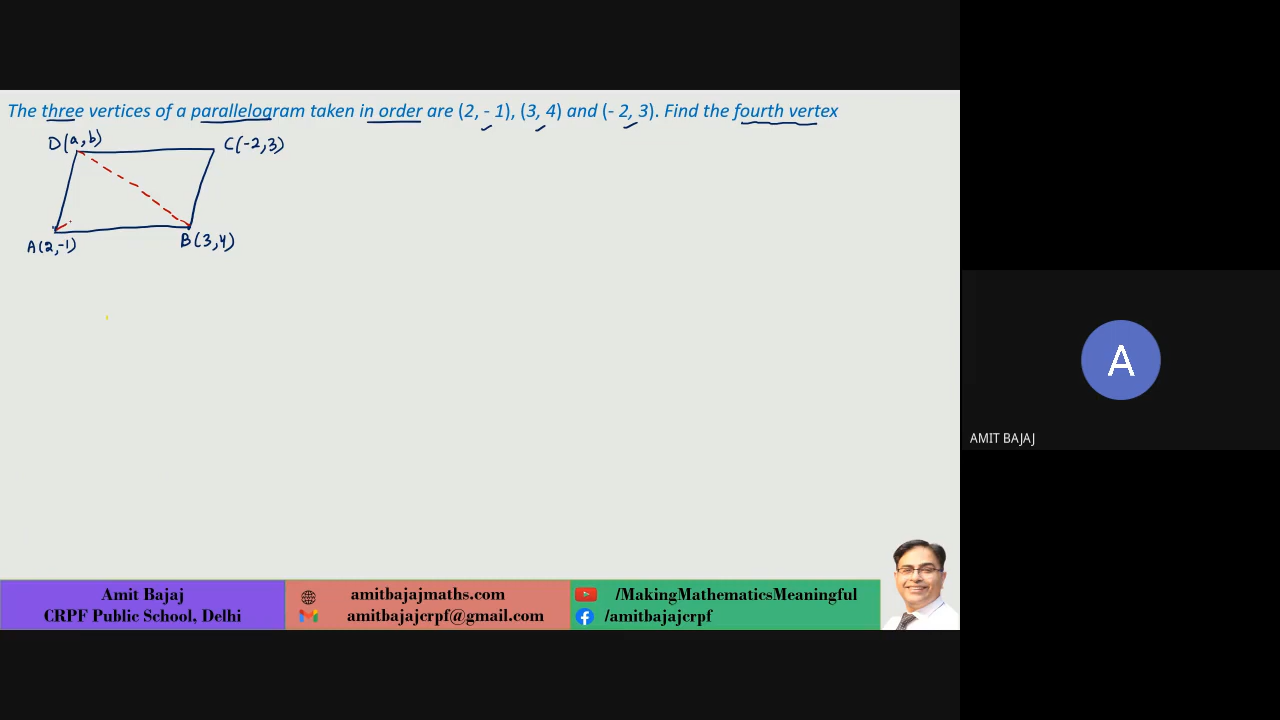 The three vertices of a parallelogram taken in order are (2, - 1), (3, 4) and (- 2, 3). Find the fourth vertex
D(a,b)
C(-2,3)
A(2,-1)
B(3,4)
A
AMIT BAJAJ
Amit Bajaj
CRPF Public School, Delhi
amitbajajmaths.com
amitbajajcrpf@gmail.com
/MakingMathematicsMeaningful
/amitbajajcrpf